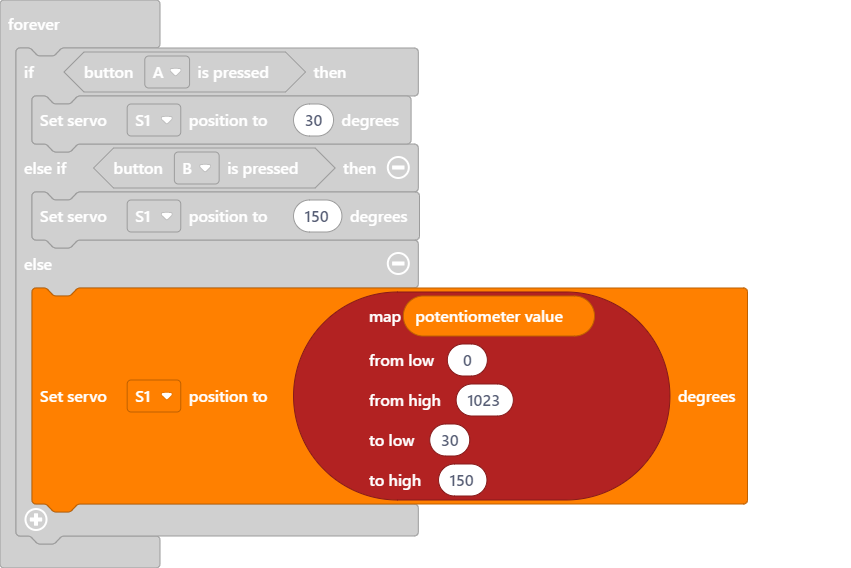 forever
if button A is pressed then
Set servo S1 position to 30 degrees
else if button B is pressed then
Set servo S1 position to 150 degrees
else
map potentiometer value
from low 0
from high 1023
Set servo S1 position to degrees
to low 30
to high 150